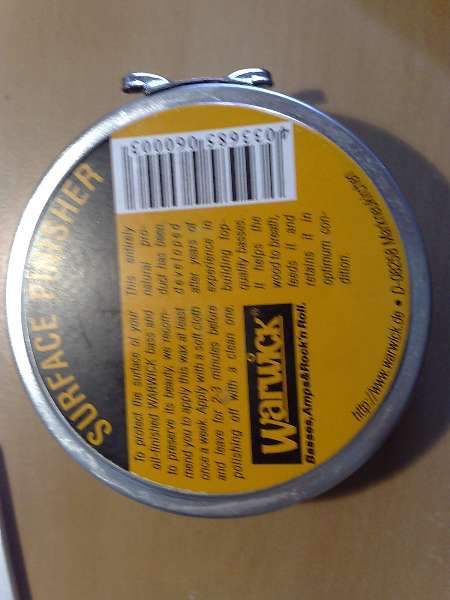 SURFACE FINISHER
To protect the surface of your
oil-finished WARWICK bass and
to preserve its beauty, we recom-
mend you to apply this wax at least
once a week. Apply with a soft cloth
and leave for 2-3 minutes before
polishing off with a clean one.
This entirely
natural pro-
duct has been
developed
after years of
experience in
building top-
quality basses.
It helps the
wood to breath,
feeds it and
retains it in
optimum con-
dition
4 033683 060003
Warwick®
Basses,Amps&Rock'n Roll.
http://www.warwick.de • D-08258 Markneukirchen